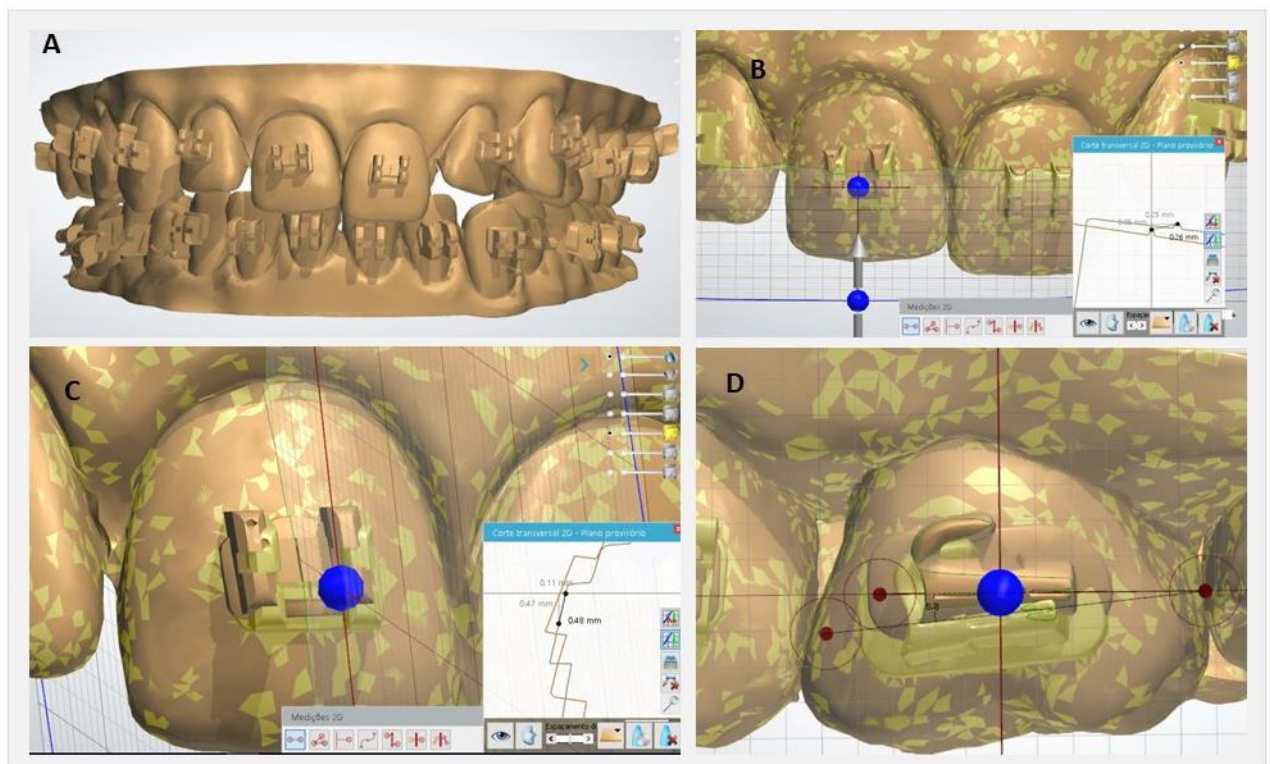 A
B
Corte transversal 2D - Plano provisório
0.25 mm
0.26 mm
Medições 2D
C
Corte transversal 2D - Plano provisório
0.11 mm
0.47 mm
0.48 mm
Medições 2D
Espaçamento d
D